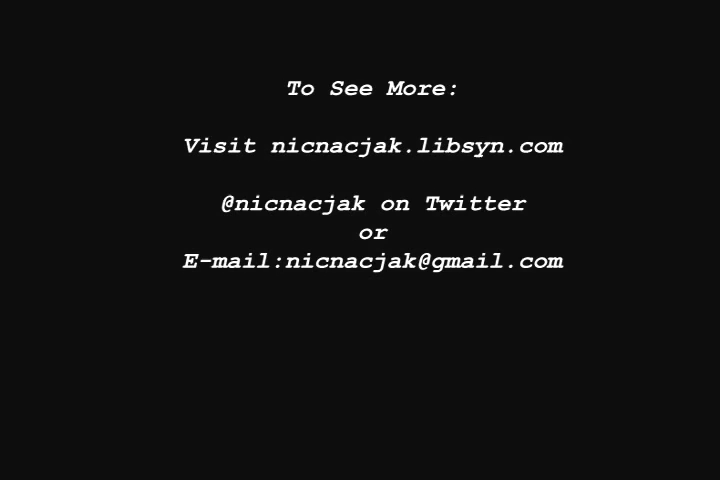 To See More:
Visit nicnacjak.libsyn.com
@nicnacjak on Twitter
or
E-mail:nicnacjak@gmail.com